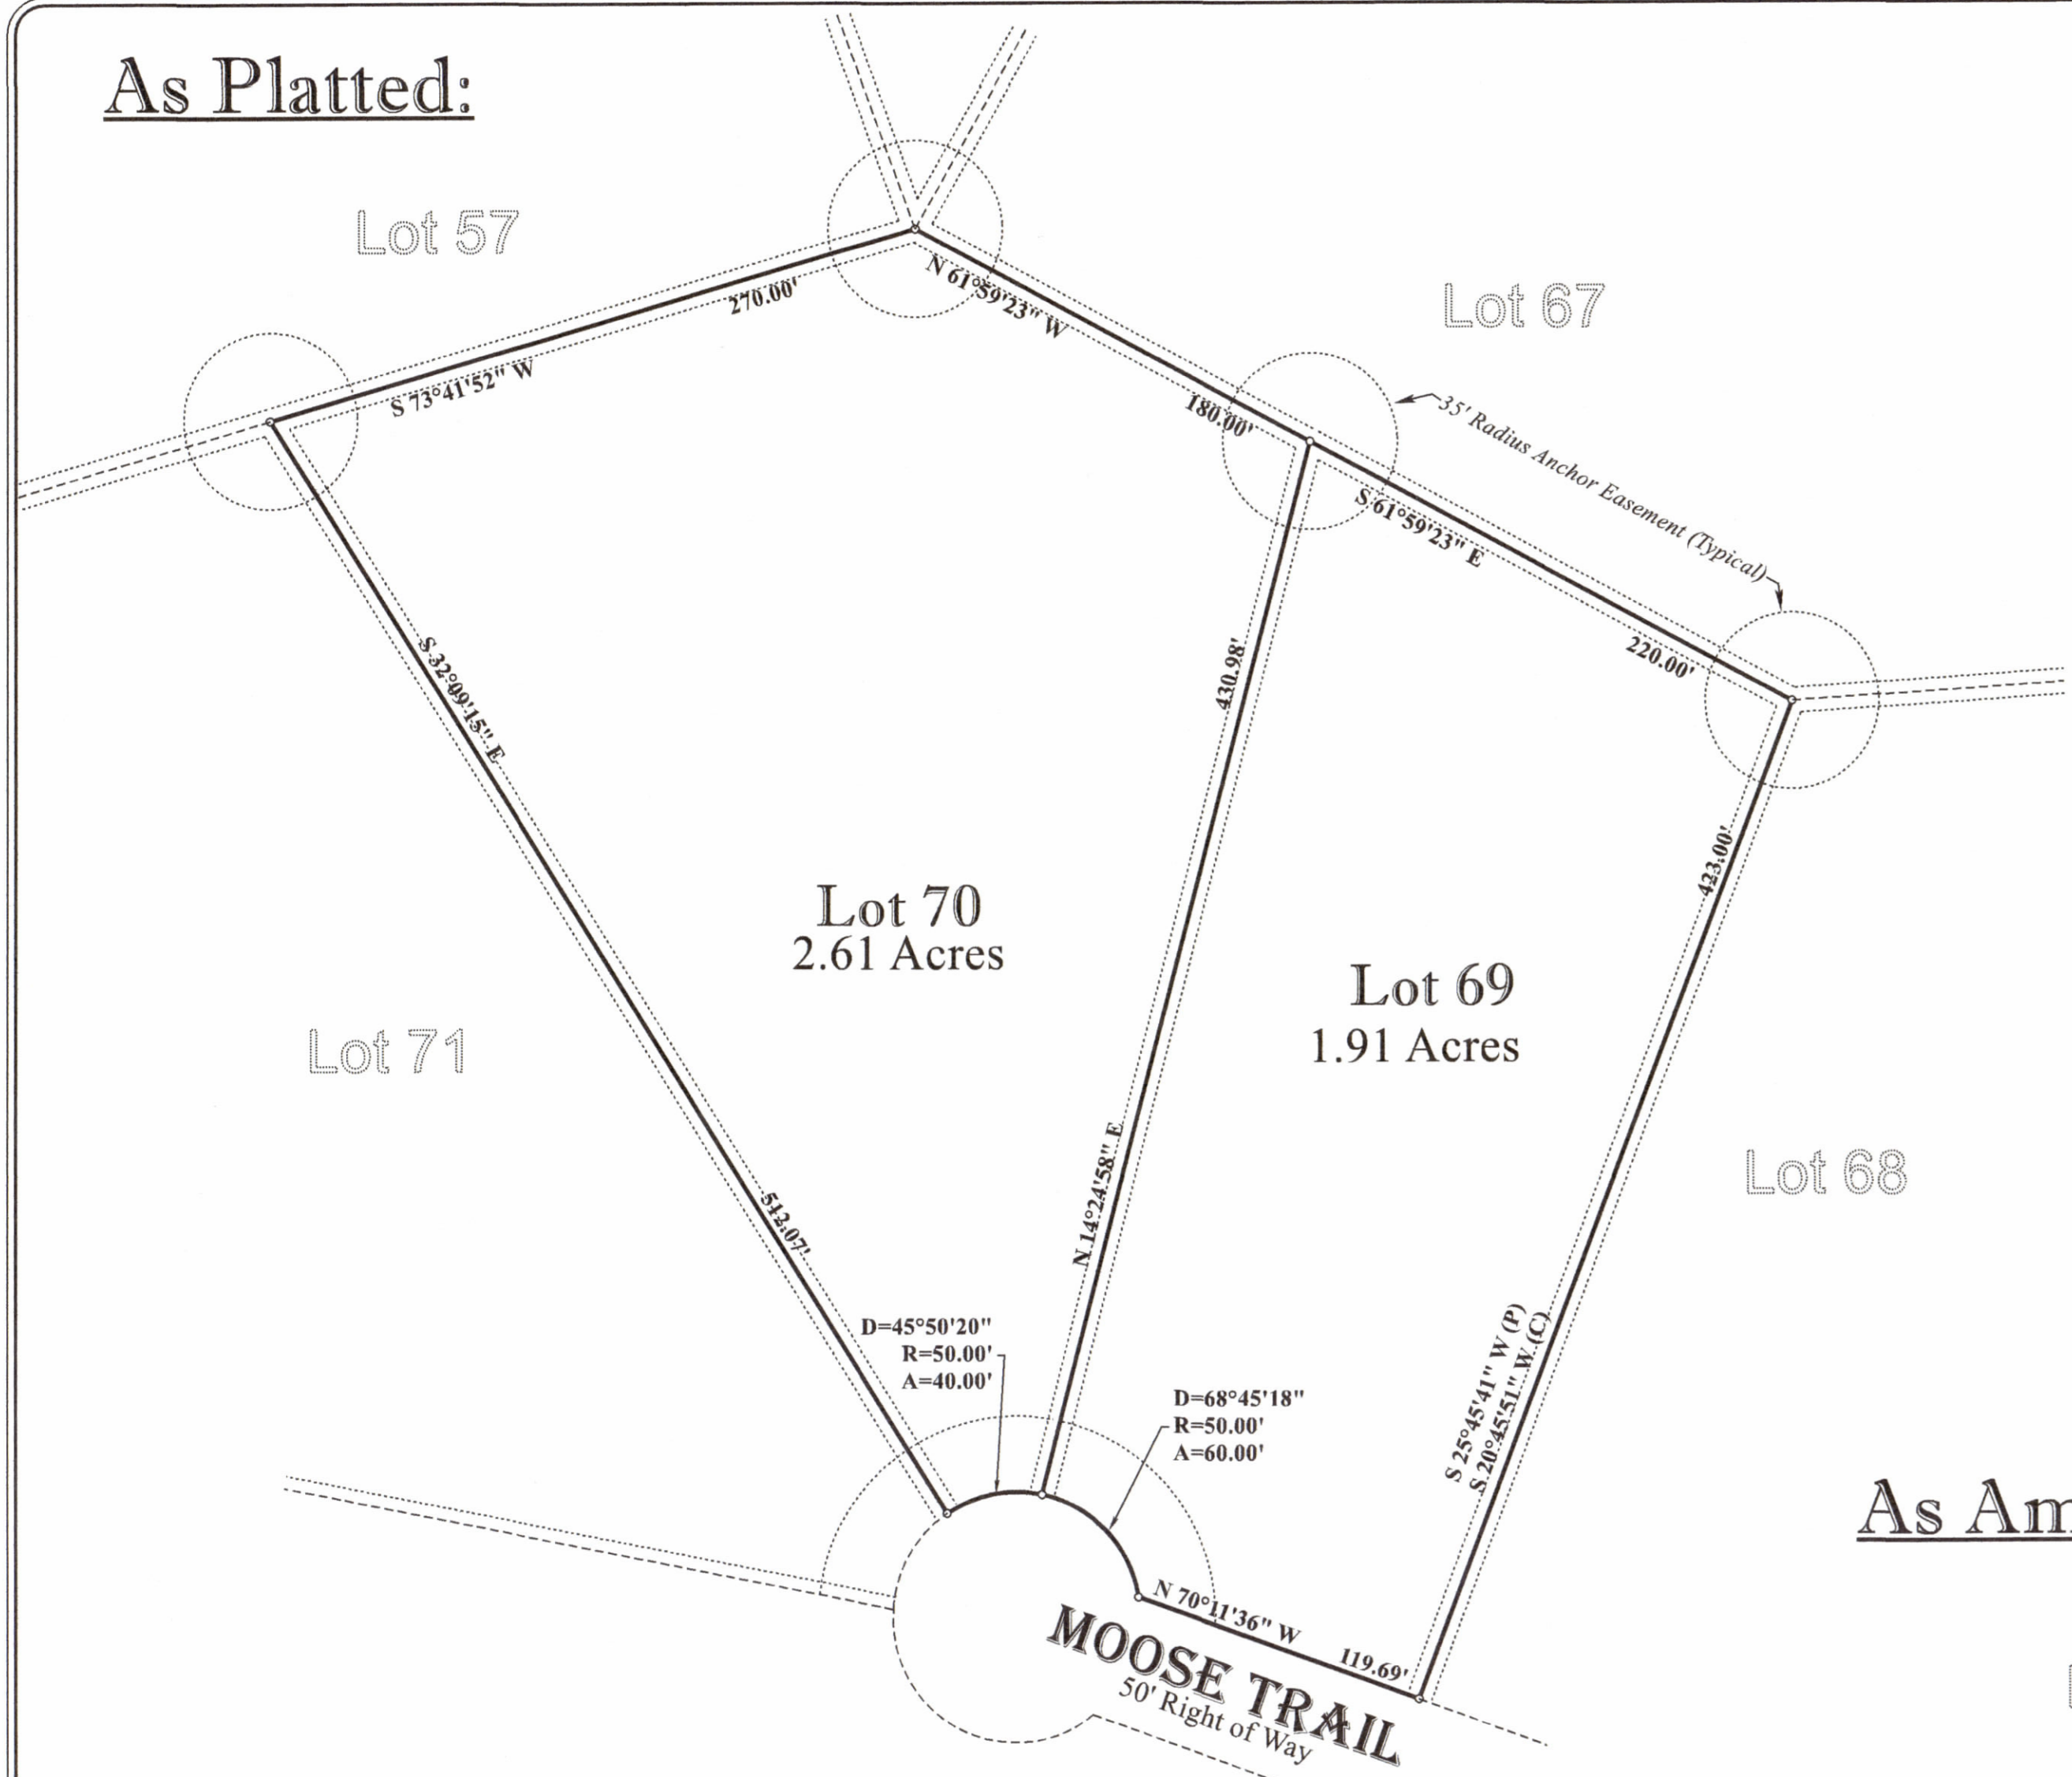 As Platted:
Lot 57
270.00'
S 73°41'52" W
N 61°59'23" W
180.00'
Lot 67
35' Radius Anchor Easement (Typical)
S 61°59'23" E
220.00'
S 32°09'15" E
512.07'
430.98'
N 14°24'58" E
423.00'
Lot 70
2.61 Acres
Lot 69
1.91 Acres
Lot 71
Lot 68
S 25°45'41" W (P)
S 20°45'51" W (C)
D=45°50'20"
R=50.00'
A=40.00'
D=68°45'18"
R=50.00'
A=60.00'
As Am
N 70°11'36" W
119.69'
MOOSE TRAIL
50' Right of Way